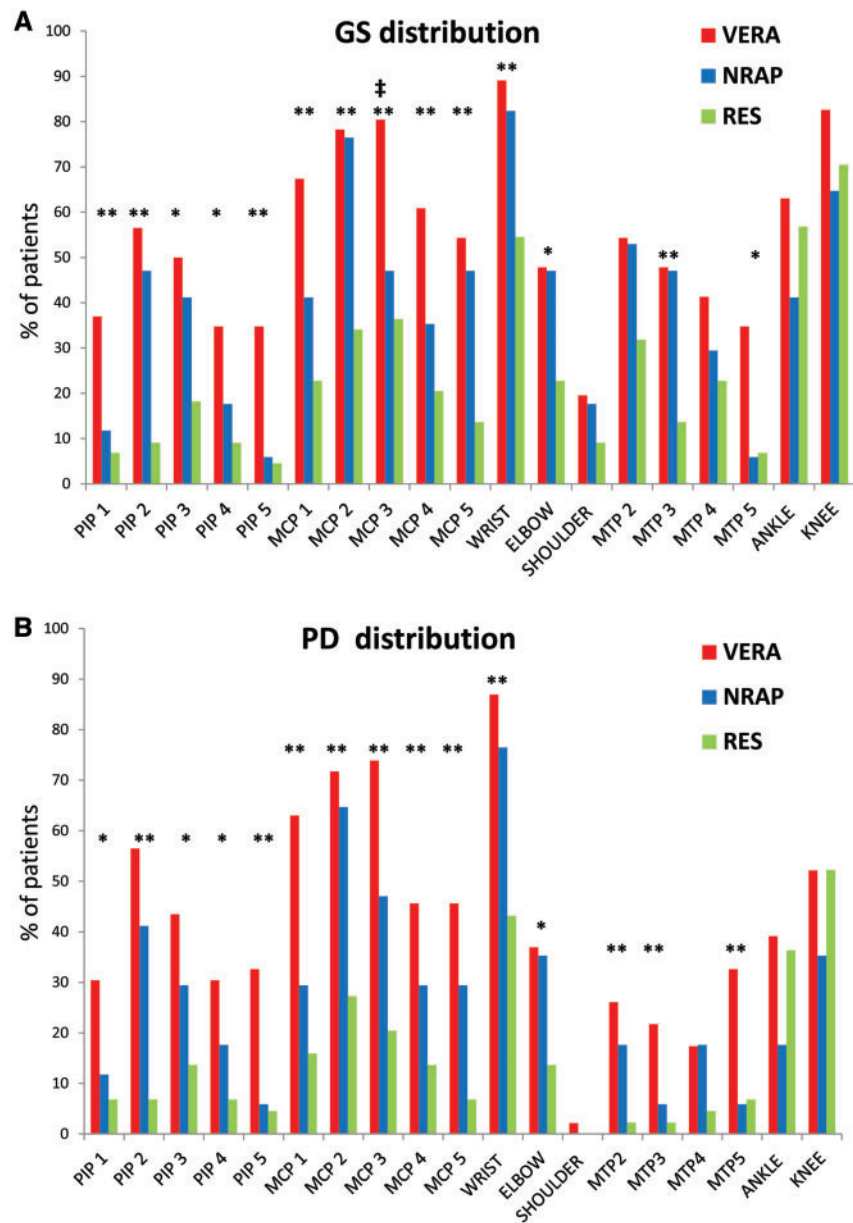 A
GS distribution
VERA
NRAP
RES
% of patients
100
90
80
70
60
50
40
30
20
10
0
** ** * * ** ** ** ‡ ** ** ** ** * ** *
PIP 1 PIP 2 PIP 3 PIP 4 PIP 5 MCP 1 MCP 2 MCP 3 MCP 4 MCP 5 WRIST ELBOW SHOULDER MTP 2 MTP 3 MTP 4 MTP 5 ANKLE KNEE
B
PD distribution
VERA
NRAP
RES
% of patients
100
90
80
70
60
50
40
30
20
10
0
* ** * * ** ** ** ** ** ** ** * ** ** **
PIP 1 PIP 2 PIP 3 PIP 4 PIP 5 MCP 1 MCP 2 MCP 3 MCP 4 MCP 5 WRIST ELBOW SHOULDER MTP2 MTP3 MTP4 MTP5 ANKLE KNEE